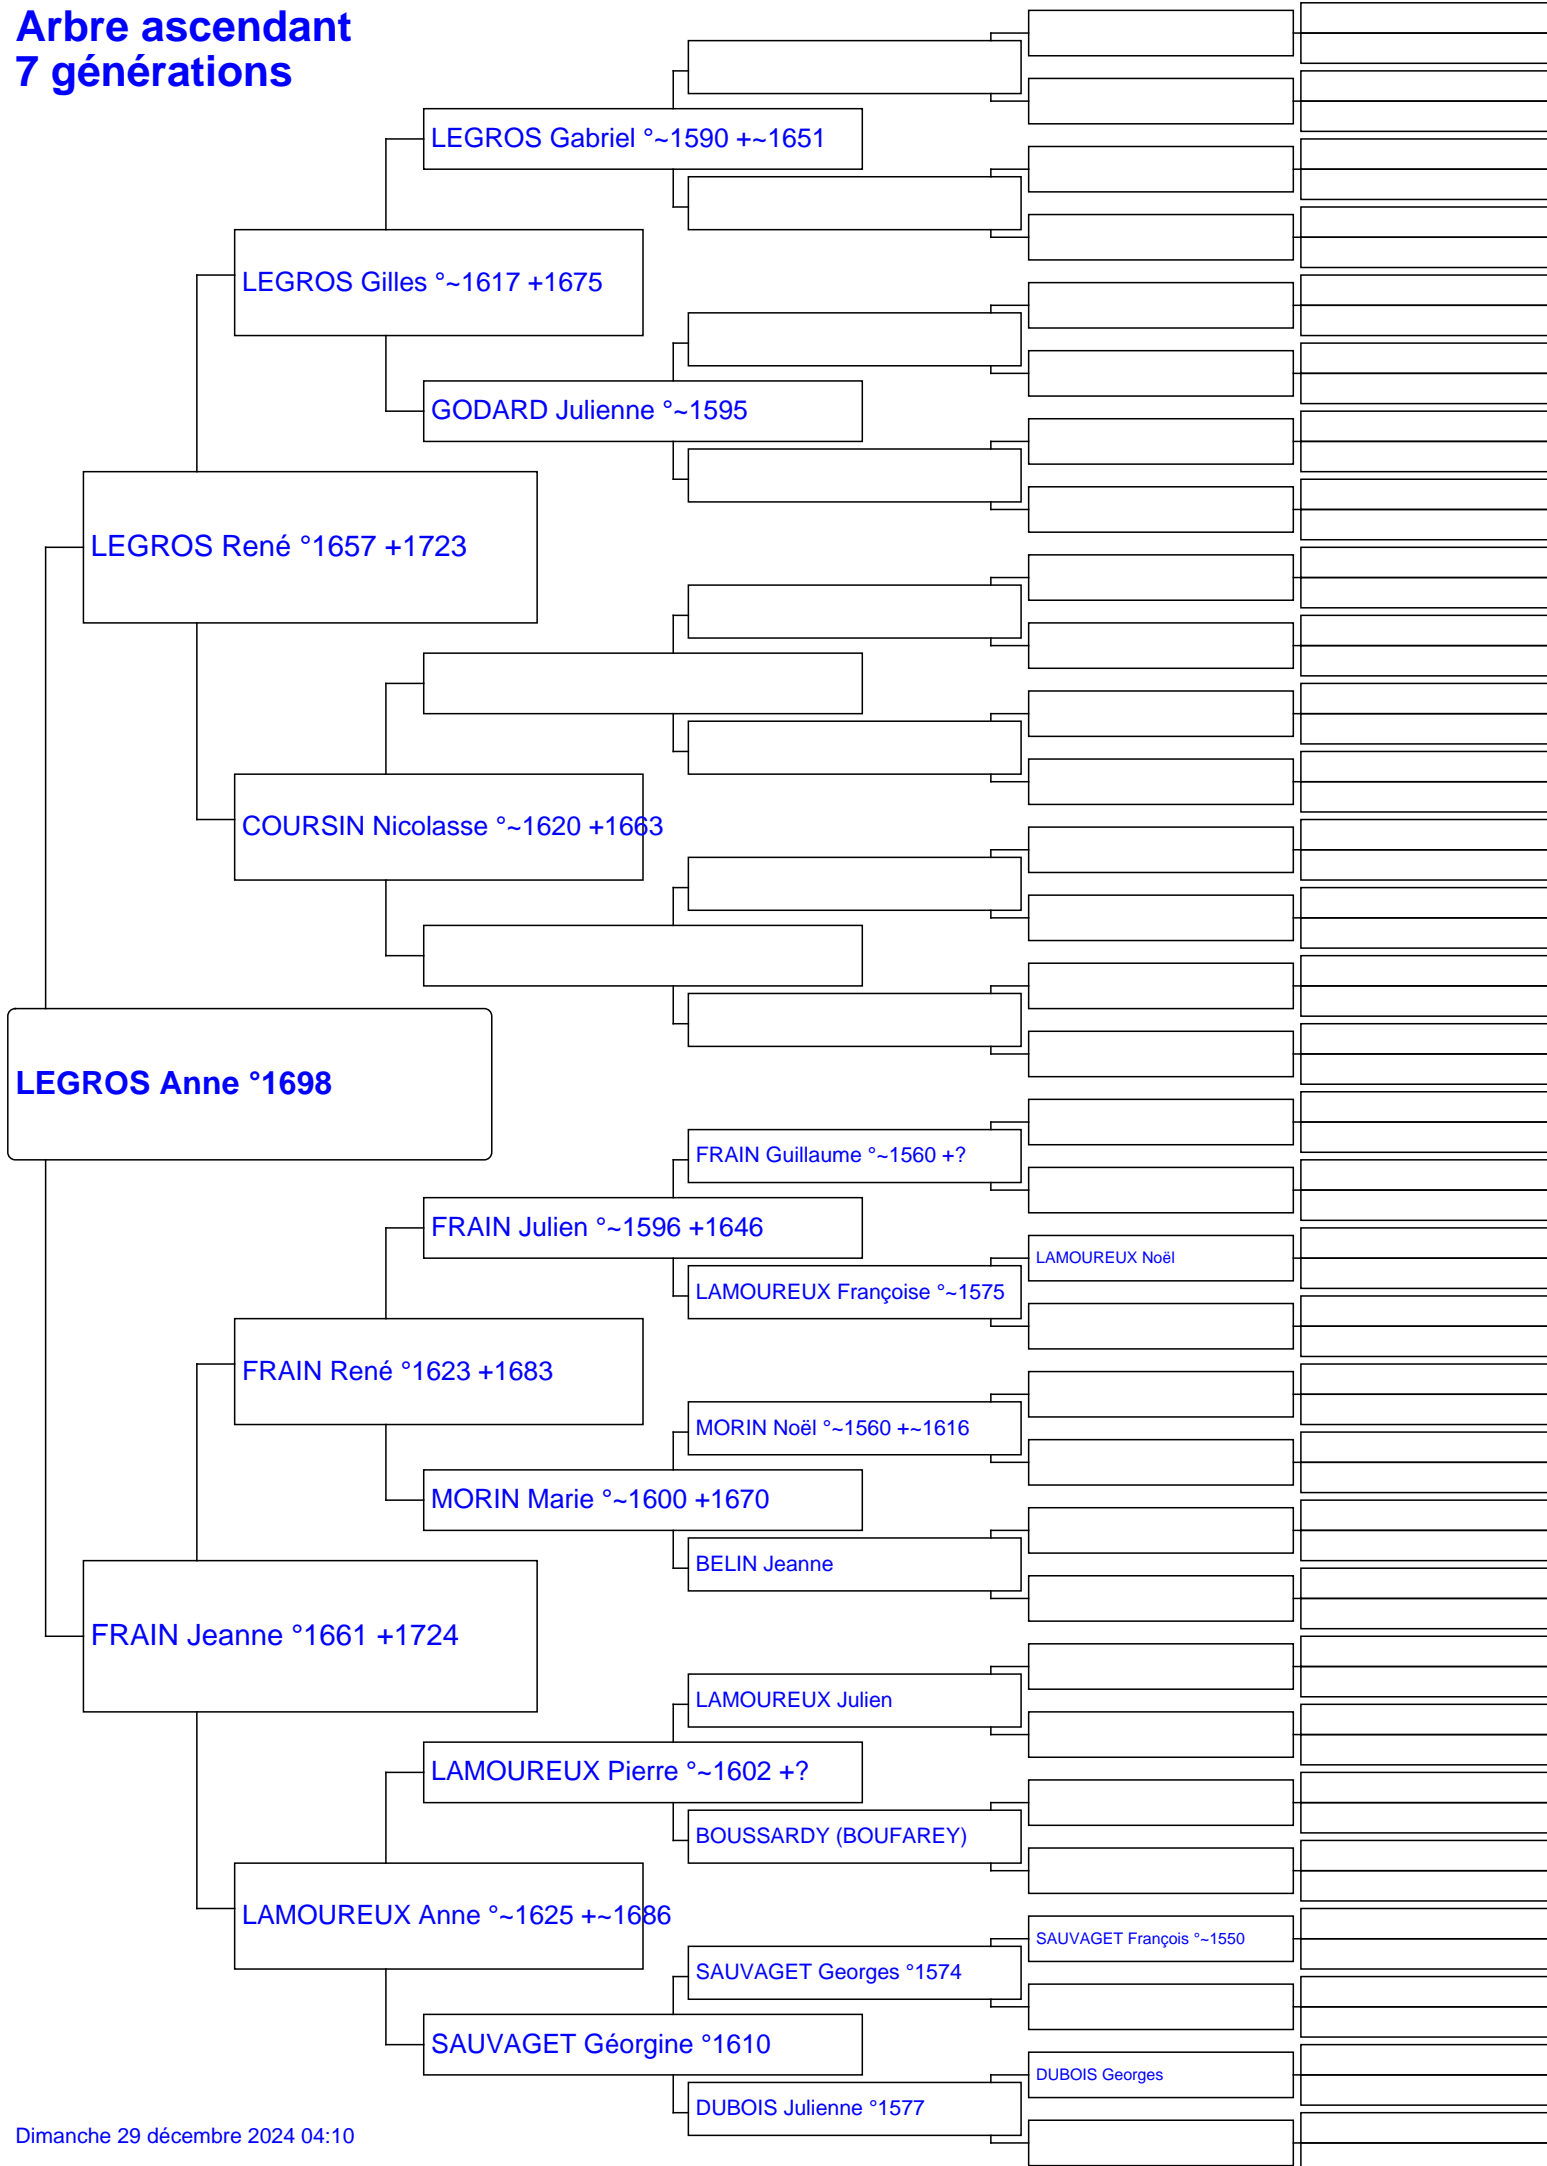 Arbre ascendant
7 générations
LEGROS Gabriel °~1590 +~1651
LEGROS Gilles °~1617 +1675
GODARD Julienne °~1595
LEGROS René °1657 +1723
COURSIN Nicolasse °~1620 +1663
LEGROS Anne °1698
FRAIN Guillaume °~1560 +?
FRAIN Julien °~1596 +1646
LAMOUREUX Noël
LAMOUREUX Françoise °~1575
FRAIN René °1623 +1683
MORIN Noël °~1560 +~1616
MORIN Marie °~1600 +1670
BELIN Jeanne
FRAIN Jeanne °1661 +1724
LAMOUREUX Julien
LAMOUREUX Pierre °~1602 +?
BOUSSARDY (BOUFAREY)
LAMOUREUX Anne °~1625 +~1686
SAUVAGET François °~1550
SAUVAGET Georges °1574
SAUVAGET Géorgine °1610
DUBOIS Georges
DUBOIS Julienne °1577
Dimanche 29 décembre 2024 04:10